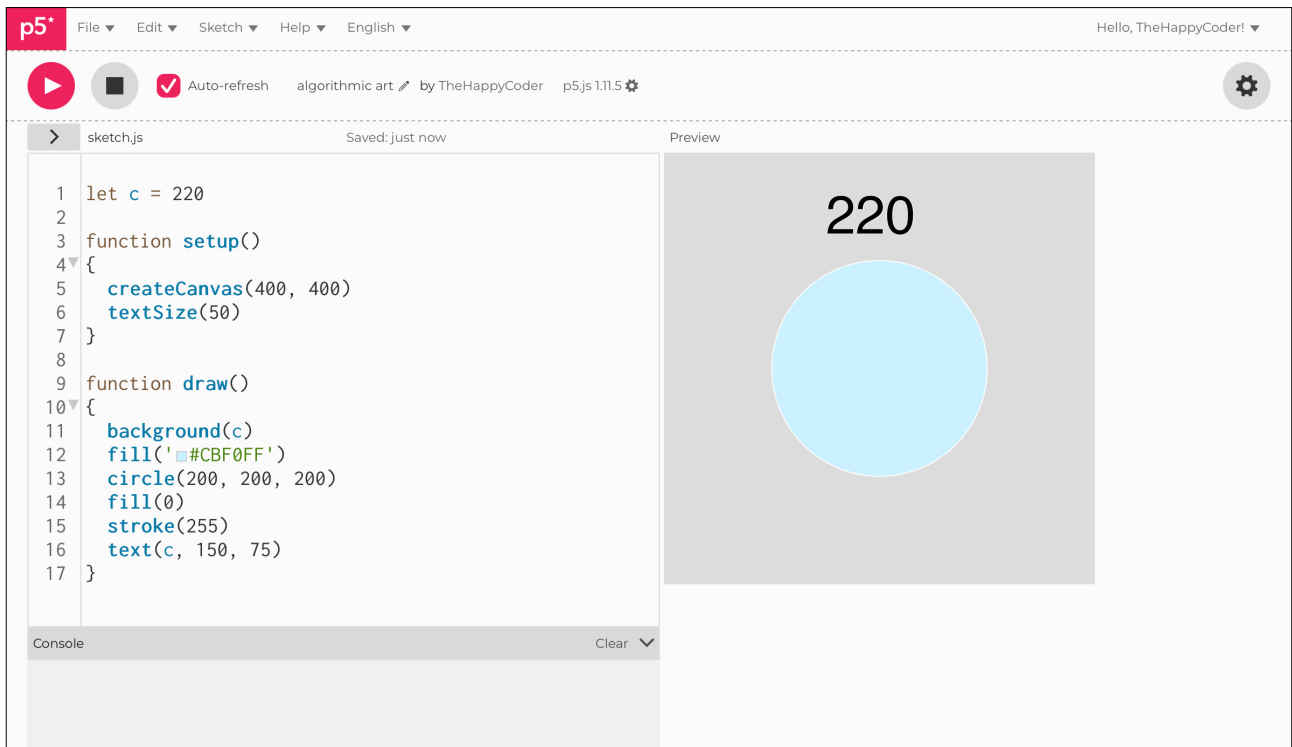 p5* File Edit Sketch Help English Hello, TheHappyCoder!
Auto-refresh algorithmic art by TheHappyCoder p5.js 1.11.5
sketch.js Saved: just now Preview
1 let c = 220
2
3 function setup()
4 {
5 createCanvas(400, 400)
6 textSize(50)
7 }
8
9 function draw()
10 {
11 background(c)
12 fill('#CBF0FF')
13 circle(200, 200, 200)
14 fill(0)
15 stroke(255)
16 text(c, 150, 75)
17 }
220
Console Clear